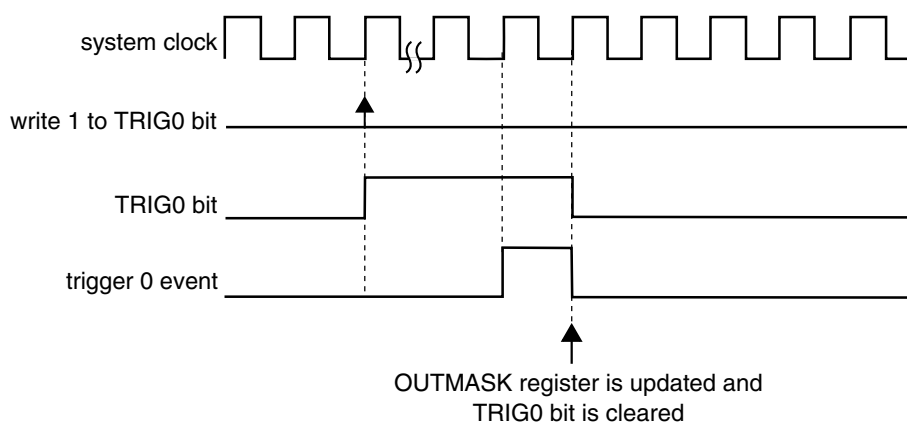 system clock
write 1 to TRIG0 bit
TRIG0 bit
trigger 0 event
OUTMASK register is updated and
TRIG0 bit is cleared